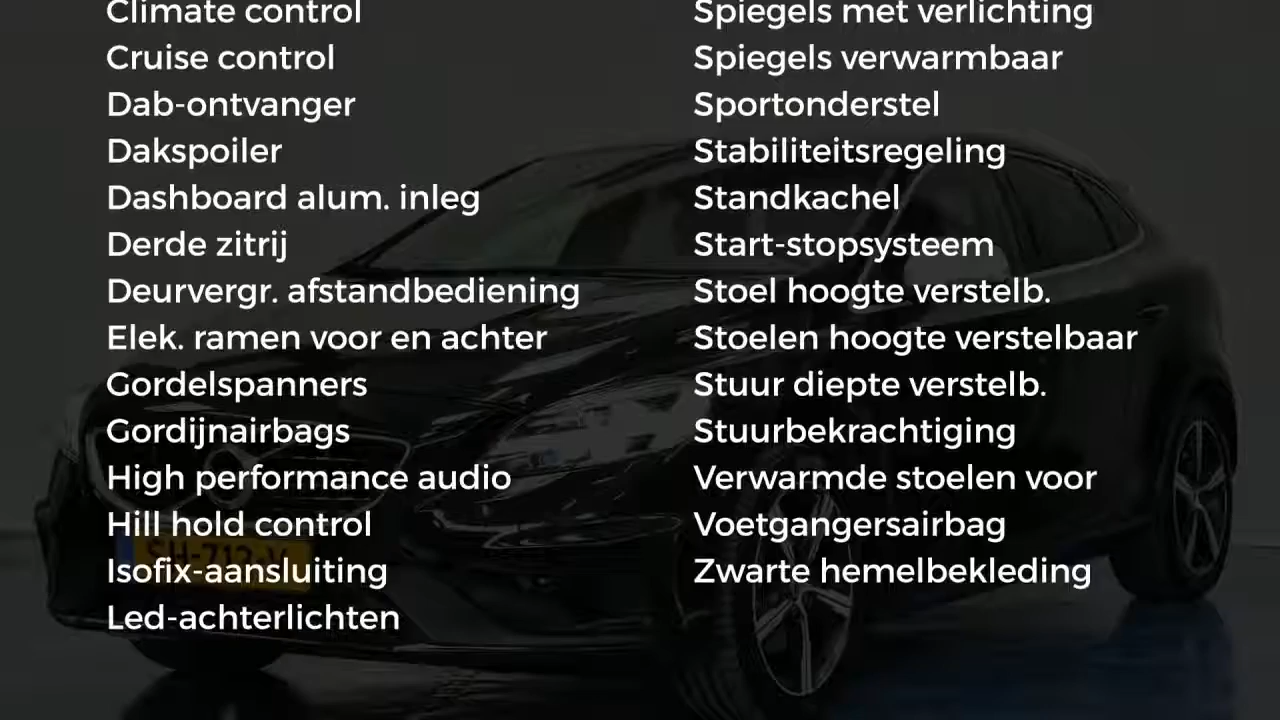 Climate control
Cruise control
Dab-ontvanger
Dakspoiler
Dashboard alum. inleg
Derde zitrij
Deurvergr. afstandbediening
Elek. ramen voor en achter
Gordelspanners
Gordijnairbags
High performance audio
Hill hold control
Isofix-aansluiting
Led-achterlichten
Spiegels met verlichting
Spiegels verwarmbaar
Sportonderstel
Stabiliteitsregeling
Standkachel
Start-stopsysteem
Stoel hoogte verstelb.
Stoelen hoogte verstelbaar
Stuur diepte verstelb.
Stuurbekrachtiging
Verwarmde stoelen voor
Voetgangersairbag
Zwarte hemelbekleding